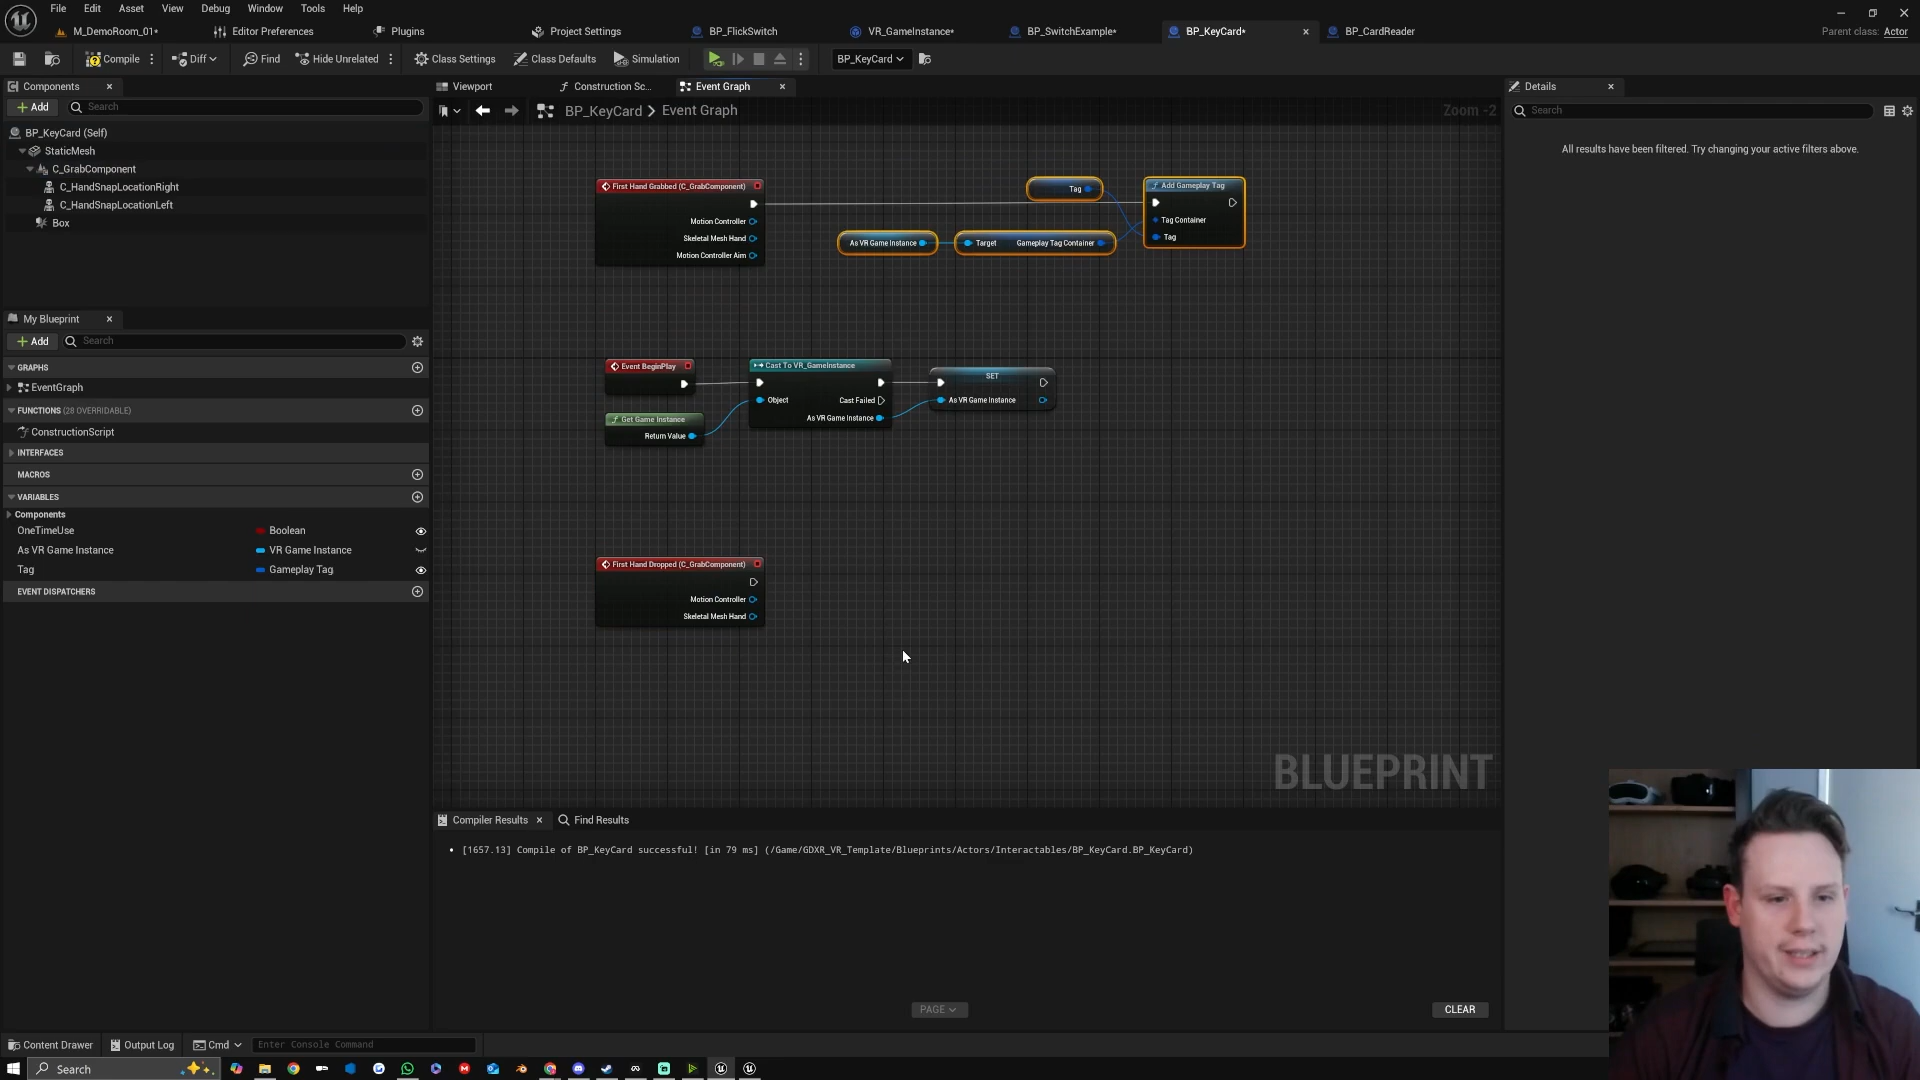 File Edit Asset View Debug Window Tools Help
M_DemoRoom_01* Editor Preferences Plugins Project Settings BP_FlickSwitch VR_GameInstance* BP_SwitchExample* BP_KeyCard* BP_CardReader Parent class: Actor
Compile Diff Find Hide Unrelated Class Settings Class Defaults Simulation BP_KeyCard
Components
Add Search
BP_KeyCard (Self)
StaticMesh
C_GrabComponent
C_HandSnapLocationRight
C_HandSnapLocationLeft
Box
My Blueprint
Add Search
GRAPHS
EventGraph
FUNCTIONS (28 OVERRIDABLE)
ConstructionScript
INTERFACES
MACROS
VARIABLES
Components
OneTimeUse Boolean
As VR Game Instance VR Game Instance
Tag Gameplay Tag
EVENT DISPATCHERS
Viewport Construction Sc... Event Graph
BP_KeyCard > Event Graph Zoom -2
First Hand Grabbed (C_GrabComponent)
Motion Controller
Skeletal Mesh Hand
Motion Controller Aim
Tag
As VR Game Instance
Target Gameplay Tag Container
Add Gameplay Tag
Tag Container
Tag
Event BeginPlay
Get Game Instance
Return Value
Cast To VR_GameInstance
Object Cast Failed
As VR Game Instance
SET
As VR Game Instance
First Hand Dropped (C_GrabComponent)
Motion Controller
Skeletal Mesh Hand
BLUEPRINT
Compiler Results Find Results
[1657.13] Compile of BP_KeyCard successful! [in 79 ms] (/Game/GDXR_VR_Template/Blueprints/Actors/Interactables/BP_KeyCard.BP_KeyCard)
PAGE CLEAR
Details
Search
All results have been filtered. Try changing your active filters above.
Content Drawer Output Log Cmd Enter Console Command
Search